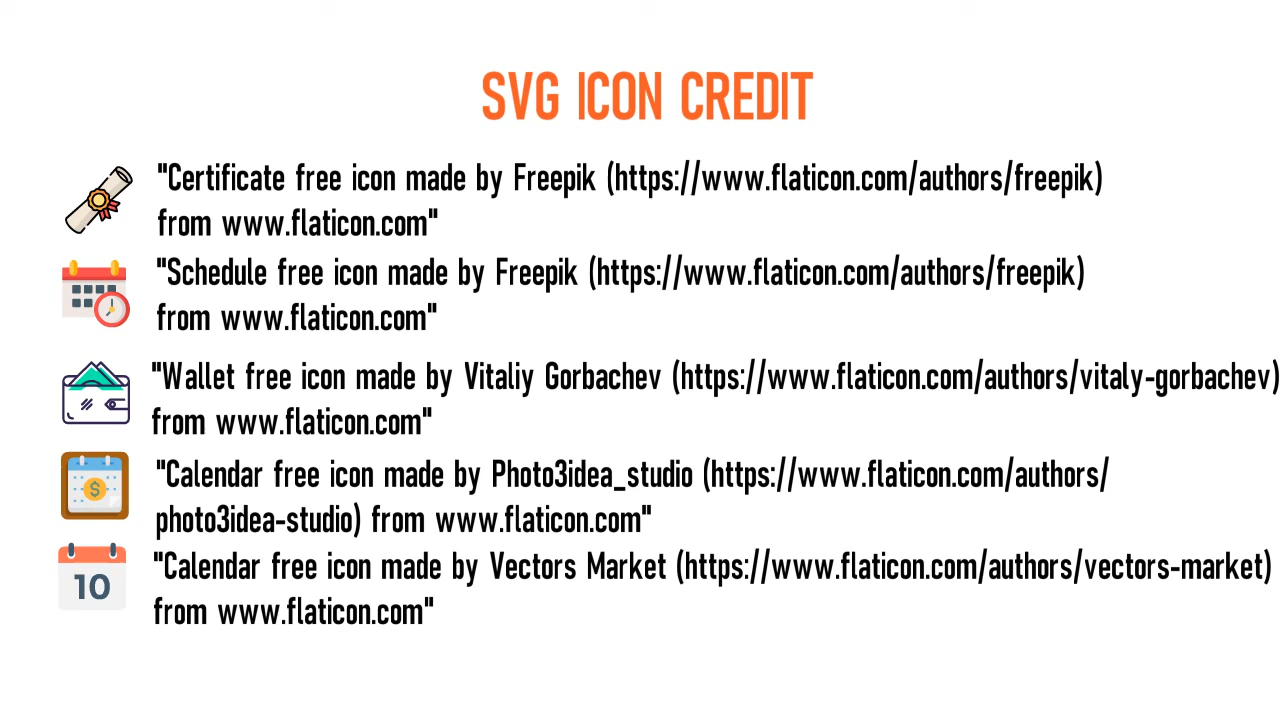 SVG ICON CREDIT
"Certificate free icon made by Freepik (https://www.flaticon.com/authors/freepik)
from www.flaticon.com"
"Schedule free icon made by Freepik (https://www.flaticon.com/authors/freepik)
from www.flaticon.com"
"Wallet free icon made by Vitaliy Gorbachev (https://www.flaticon.com/authors/vitaly-gorbachev)
from www.flaticon.com"
"Calendar free icon made by Photo3idea_studio (https://www.flaticon.com/authors/
photo3idea-studio) from www.flaticon.com"
10
"Calendar free icon made by Vectors Market (https://www.flaticon.com/authors/vectors-market)
from www.flaticon.com"